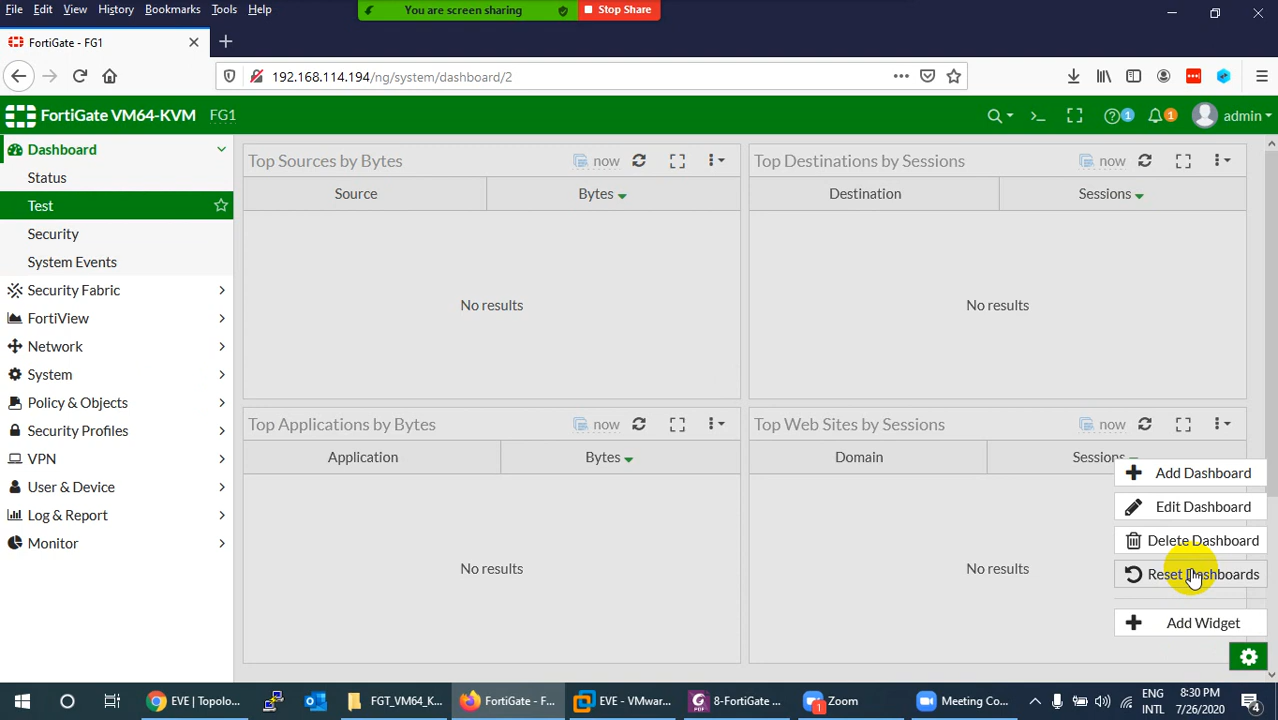 File Edit View History Bookmarks Tools Help
You are screen sharing Stop Share
FortiGate - FG1
192.168.114.194/ng/system/dashboard/2
FortiGate VM64-KVM FG1
1 1 admin
Dashboard
Status
Test
Security
System Events
Security Fabric
FortiView
Network
System
Policy & Objects
Security Profiles
VPN
User & Device
Log & Report
Monitor
Top Sources by Bytes now
Source Bytes
No results
Top Destinations by Sessions now
Destination Sessions
No results
Top Applications by Bytes now
Application Bytes
No results
Top Web Sites by Sessions now
Domain Sessions
No results
Add Dashboard
Edit Dashboard
Delete Dashboard
Reset Dashboards
Add Widget
EVE | Topolo... FGT_VM64_K... FortiGate - F... EVE - VMwar... 8-FortiGate ... 1 Zoom Meeting Co...
ENG
INTL
8:30 PM
7/26/2020
4